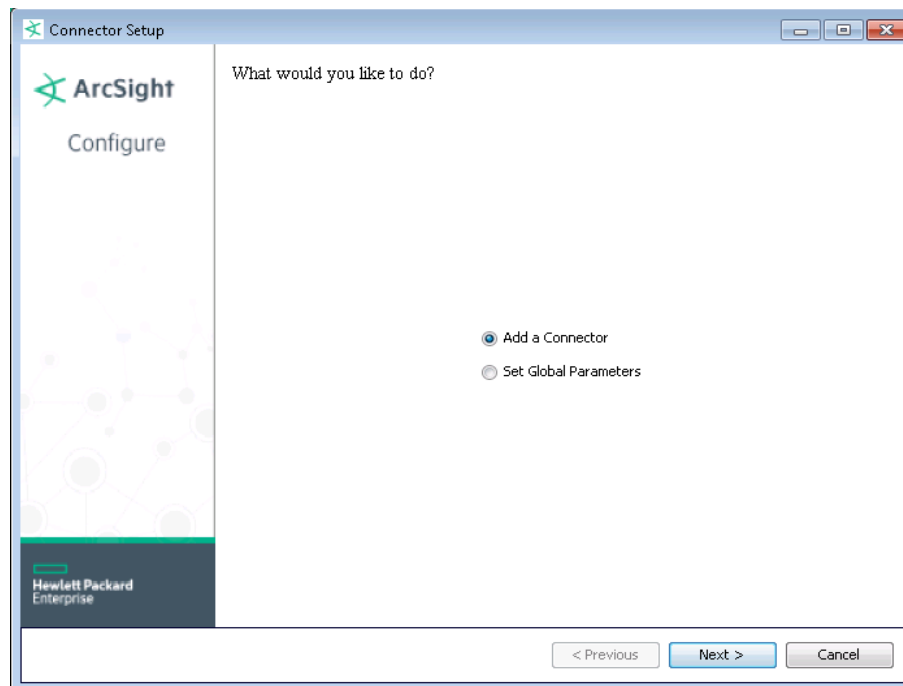 Connector Setup
ArcSight
Configure
What would you like to do?
Add a Connector
Set Global Parameters
Hewlett Packard
Enterprise
< Previous
Next >
Cancel